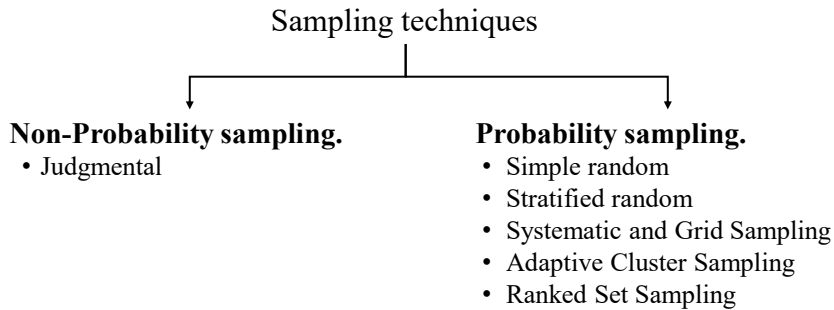 Sampling techniques
Non-Probability sampling.
• Judgmental
Probability sampling.
• Simple random
• Stratified random
• Systematic and Grid Sampling
• Adaptive Cluster Sampling
• Ranked Set Sampling